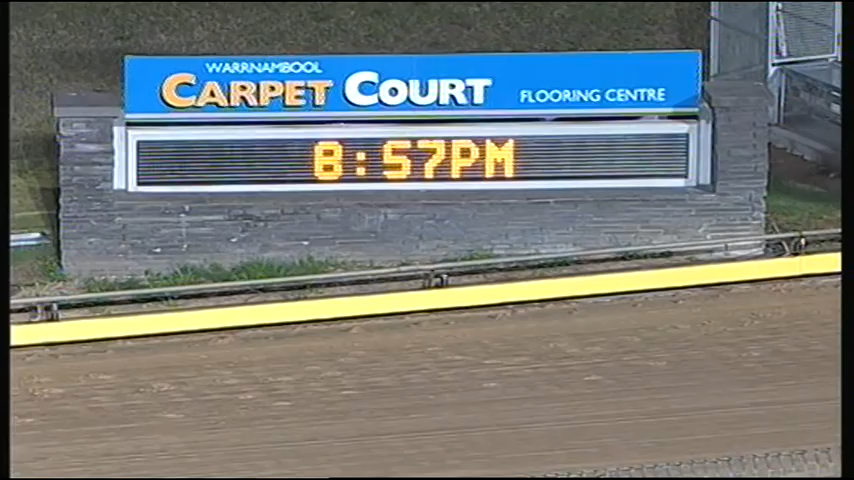 WARRNAMBOOL
CARPET COURT FLOORING CENTRE
8:57PM